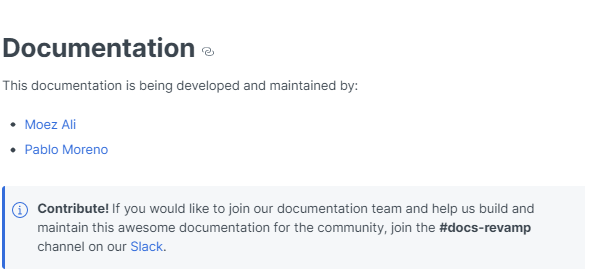 Documentation
This documentation is being developed and maintained by:
• Moez Ali
• Pablo Moreno
Contribute! If you would like to join our documentation team and help us build and
maintain this awesome documentation for the community, join the #docs-revamp
channel on our Slack.